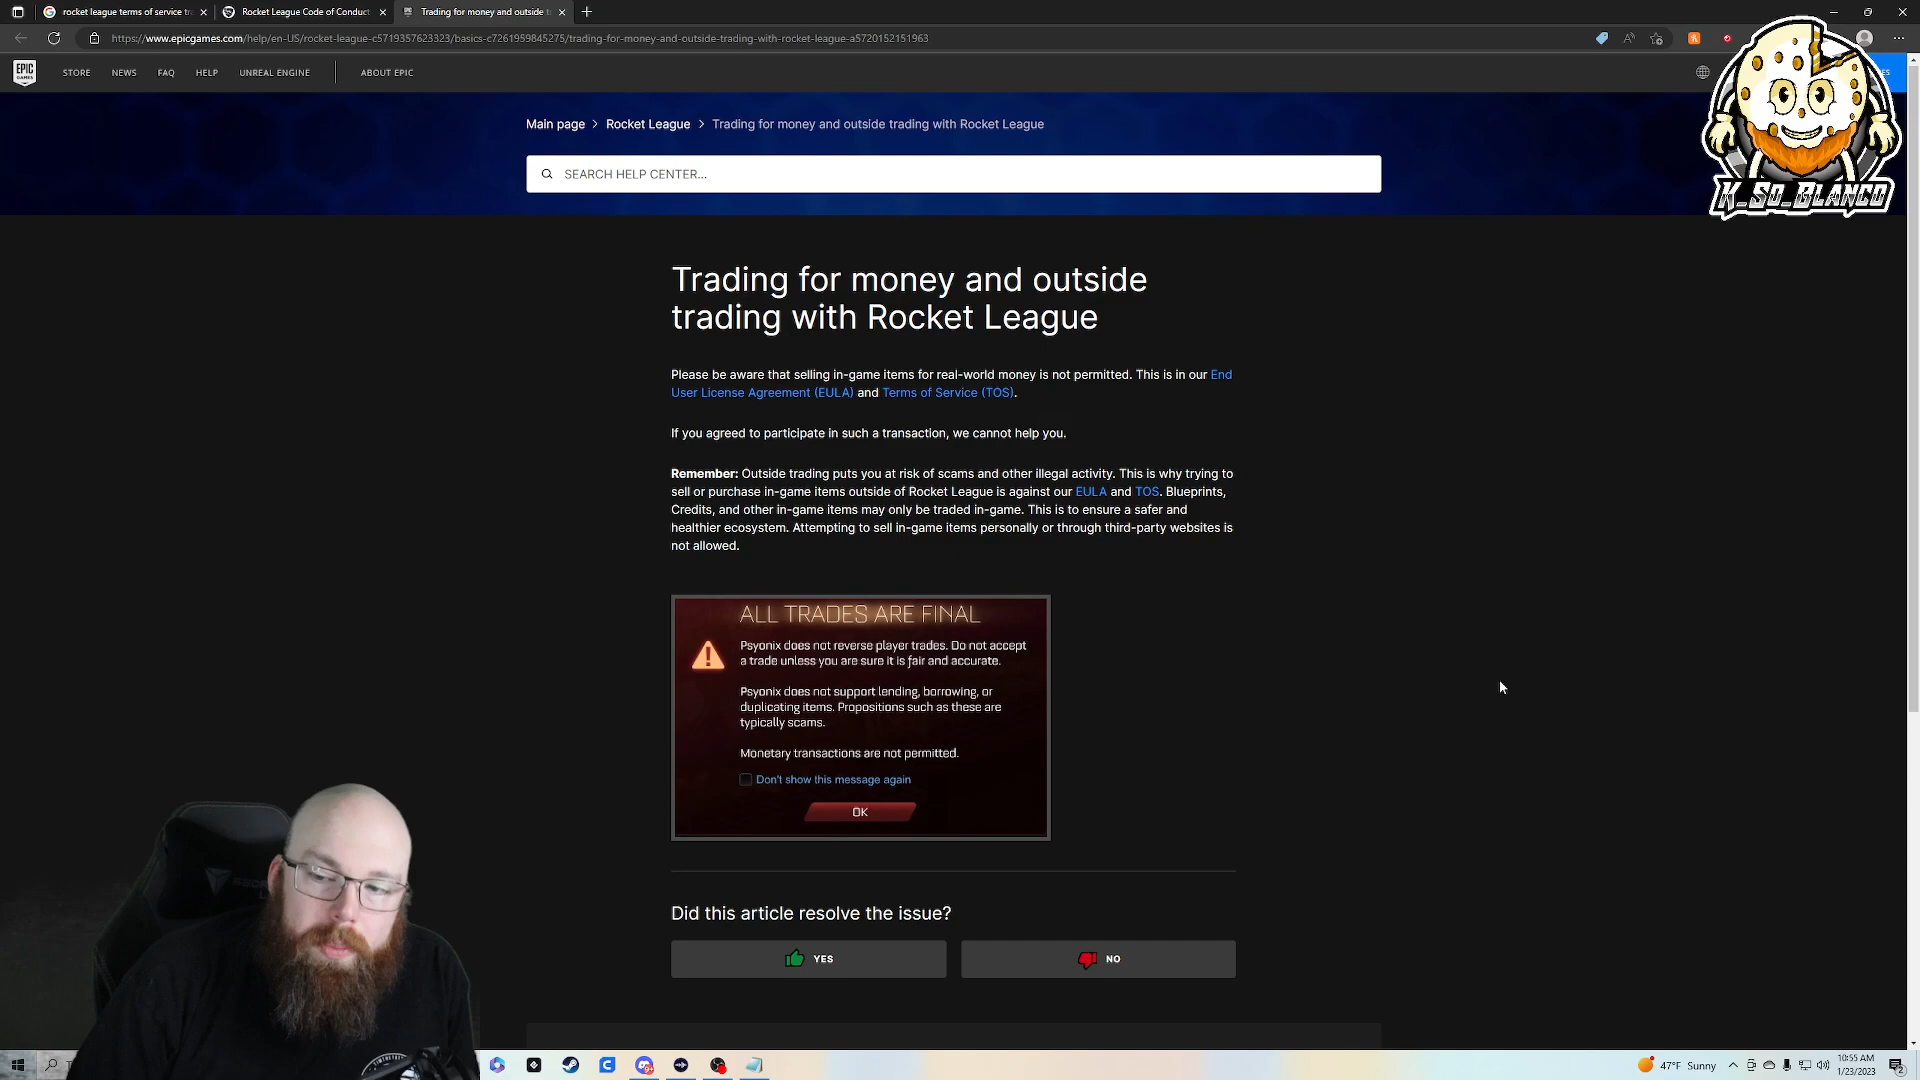 rocket league terms of service tr
Rocket League Code of Conduct
Trading for money and outside t
https://www.epicgames.com/help/en-US/rocket-league-c5719357623323/basics-c7261959845275/trading-for-money-and-outside-trading-with-rocket-league-a5720152151963
EPIC GAMES
STORE NEWS FAQ HELP UNREAL ENGINE ABOUT EPIC
Main page > Rocket League > Trading for money and outside trading with Rocket League
SEARCH HELP CENTER...
K_So_Blanco
Trading for money and outside
trading with Rocket League
Please be aware that selling in-game items for real-world money is not permitted. This is in our End
User License Agreement (EULA) and Terms of Service (TOS).
If you agreed to participate in such a transaction, we cannot help you.
Remember: Outside trading puts you at risk of scams and other illegal activity. This is why trying to
sell or purchase in-game items outside of Rocket League is against our EULA and TOS. Blueprints,
Credits, and other in-game items may only be traded in-game. This is to ensure a safer and
healthier ecosystem. Attempting to sell in-game items personally or through third-party websites is
not allowed.
ALL TRADES ARE FINAL
Psyonix does not reverse player trades. Do not accept
a trade unless you are sure it is fair and accurate.
Psyonix does not support lending, borrowing, or
duplicating items. Propositions such as these are
typically scams.
Monetary transactions are not permitted.
Don't show this message again
OK
Did this article resolve the issue?
YES
NO
47°F Sunny
10:55 AM
1/23/2023